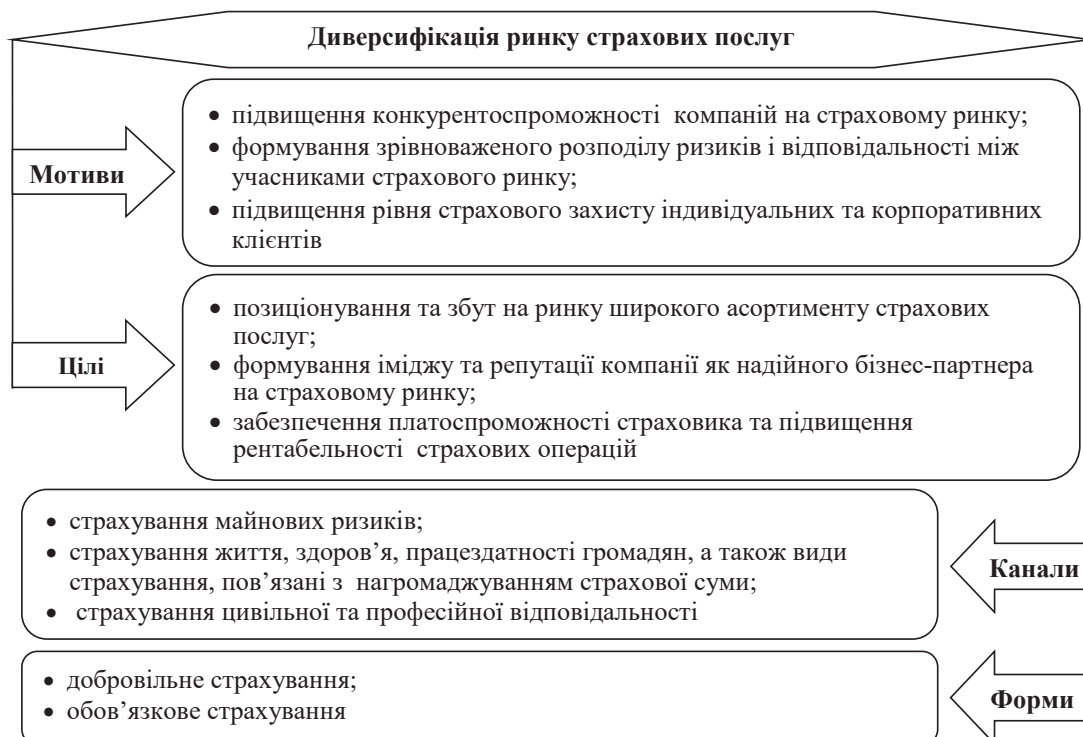 Диверсифікація ринку страхових послуг
Мотиви
• підвищення конкурентоспроможності компаній на страховому ринку;
• формування зрівноваженого розподілу ризиків і відповідальності між
учасниками страхового ринку;
• підвищення рівня страхового захисту індивідуальних та корпоративних
клієнтів
Цілі
• позиціонування та збут на ринку широкого асортименту страхових
послуг;
• формування іміджу та репутації компанії як надійного бізнес-партнера
на страховому ринку;
• забезпечення платоспроможності страховика та підвищення
рентабельності страхових операцій
• страхування майнових ризиків;
• страхування життя, здоров’я, працездатності громадян, а також види
страхування, пов’язані з нагромаджуванням страхової суми;
• страхування цивільної та професійної відповідальності
Канали
• добровільне страхування;
• обов’язкове страхування
Форми